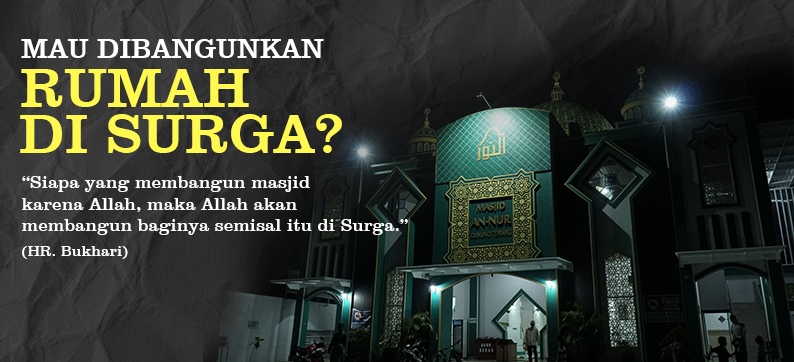 MAU DIBANGUNKAN
RUMAH
DI SURGA?
“Siapa yang membangun masjid
karena Allah, maka Allah akan
membangun baginya semisal itu di Surga.”
(HR. Bukhari)
النور
MASJID
AN-NUR